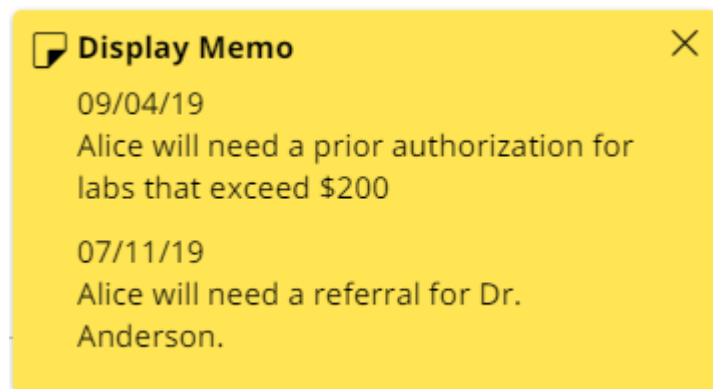 Display Memo
09/04/19
Alice will need a prior authorization for
labs that exceed $200
07/11/19
Alice will need a referral for Dr.
Anderson.